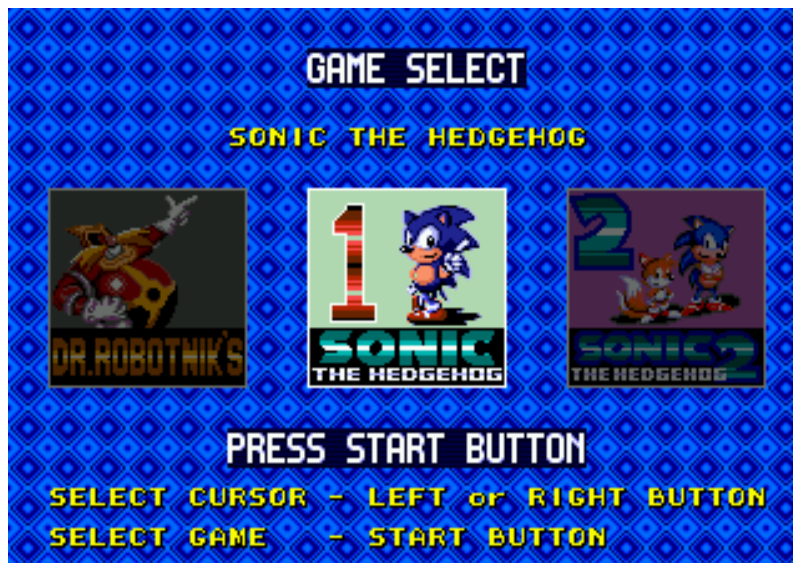 GAME SELECT
SONIC THE HEDGEHOG
1
2
DR.ROBOTNIK'S
SONIC
THE HEDGEHOG
SONIC
THE HEDGEHOG 2
PRESS START BUTTON
SELECT CURSOR - LEFT or RIGHT BUTTON
SELECT GAME - START BUTTON